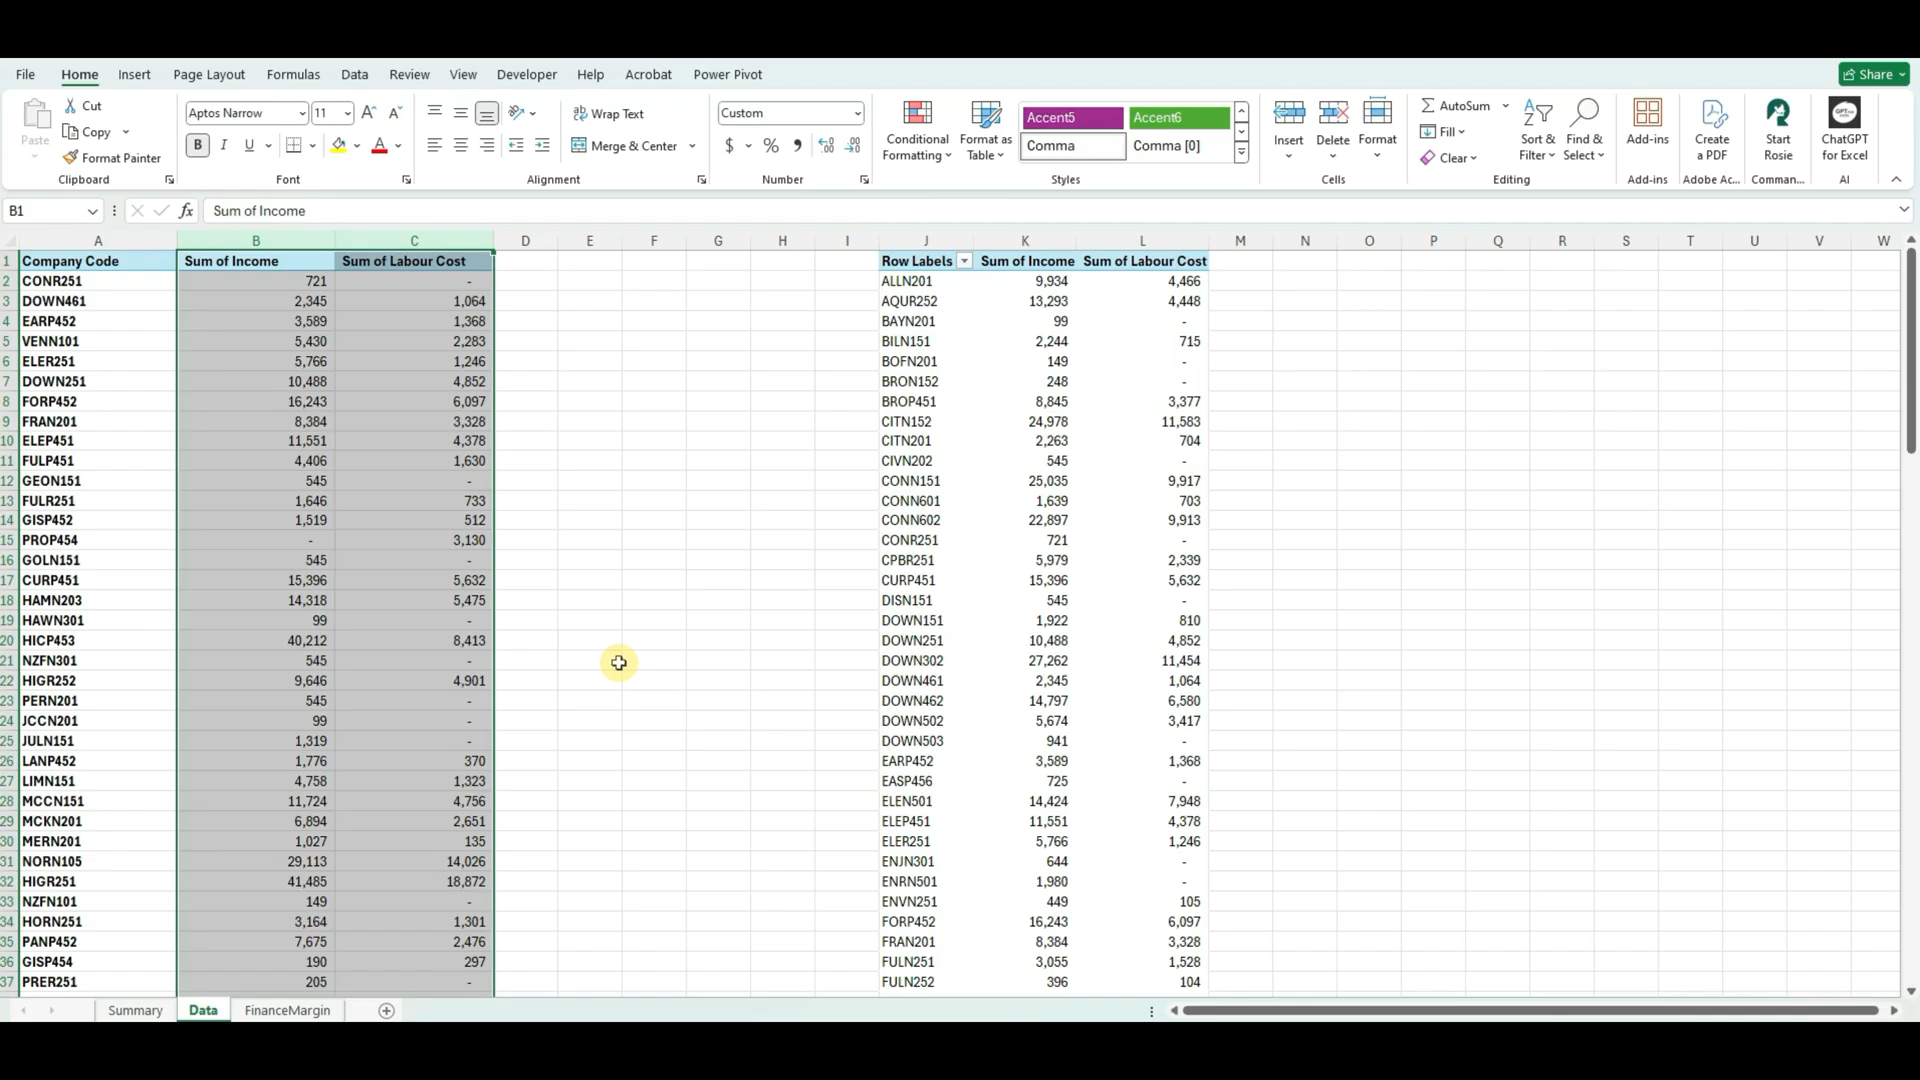 File Home Insert Page Layout Formulas Data Review View Developer Help Acrobat Power Pivot Share
Paste Cut Copy Format Painter Clipboard
Aptos Narrow 11 A A B I U A Font
Wrap Text Merge & Center Alignment
Custom $ % , Number
Conditional Formatting Format as Table Accent5 Accent6 Comma Comma [0] Styles
Insert Delete Format Cells
AutoSum Fill Clear Sort & Filter Find & Select Editing
Add-ins Add-ins
Create a PDF Adobe Ac...
Start Rosie Comman...
ChatGPT for Excel AI
B1 fx Sum of Income
A B C D E F G H I J K L M N O P Q R S T U V W
1 Company Code Sum of Income Sum of Labour Cost Row Labels Sum of Income Sum of Labour Cost
2 CONR251 721 - ALLN201 9,934 4,466
3 DOWN461 2,345 1,064 AQUR252 13,293 4,448
4 EARP452 3,589 1,368 BAYN201 99 -
5 VENN101 5,430 2,283 BILN151 2,244 715
6 ELER251 5,766 1,246 BOFN201 149 -
7 DOWN251 10,488 4,852 BRON152 248 -
8 FORP452 16,243 6,097 BROP451 8,845 3,377
9 FRAN201 8,384 3,328 CITN152 24,978 11,583
10 ELEP451 11,551 4,378 CITN201 2,263 704
11 FULP451 4,406 1,630 CIVN202 545 -
12 GEON151 545 - CONN151 25,035 9,917
13 FULR251 1,646 733 CONN601 1,639 703
14 GISP452 1,519 512 CONN602 22,897 9,913
15 PROP454 - 3,130 CONR251 721 -
16 GOLN151 545 - CPBR251 5,979 2,339
17 CURP451 15,396 5,632 CURP451 15,396 5,632
18 HAMN203 14,318 5,475 DISN151 545 -
19 HAWN301 99 - DOWN151 1,922 810
20 HICP453 40,212 8,413 DOWN251 10,488 4,852
21 NZFN301 545 - DOWN302 27,262 11,454
22 HIGR252 9,646 4,901 DOWN461 2,345 1,064
23 PERN201 545 - DOWN462 14,797 6,580
24 JCCN201 99 - DOWN502 5,674 3,417
25 JULN151 1,319 - DOWN503 941 -
26 LANP452 1,776 370 EARP452 3,589 1,368
27 LIMN151 4,758 1,323 EASP456 725 -
28 MCCN151 11,724 4,756 ELEN501 14,424 7,948
29 MCKN201 6,894 2,651 ELEP451 11,551 4,378
30 MERN201 1,027 135 ELER251 5,766 1,246
31 NORN105 29,113 14,026 ENJN301 644 -
32 HIGR251 41,485 18,872 ENRN501 1,980 -
33 NZFN101 149 - ENVN251 449 105
34 HORN251 3,164 1,301 FORP452 16,243 6,097
35 PANP452 7,675 2,476 FRAN201 8,384 3,328
36 GISP454 190 297 FULN251 3,055 1,528
37 PRER251 205 - FULN252 396 104
Summary Data FinanceMargin